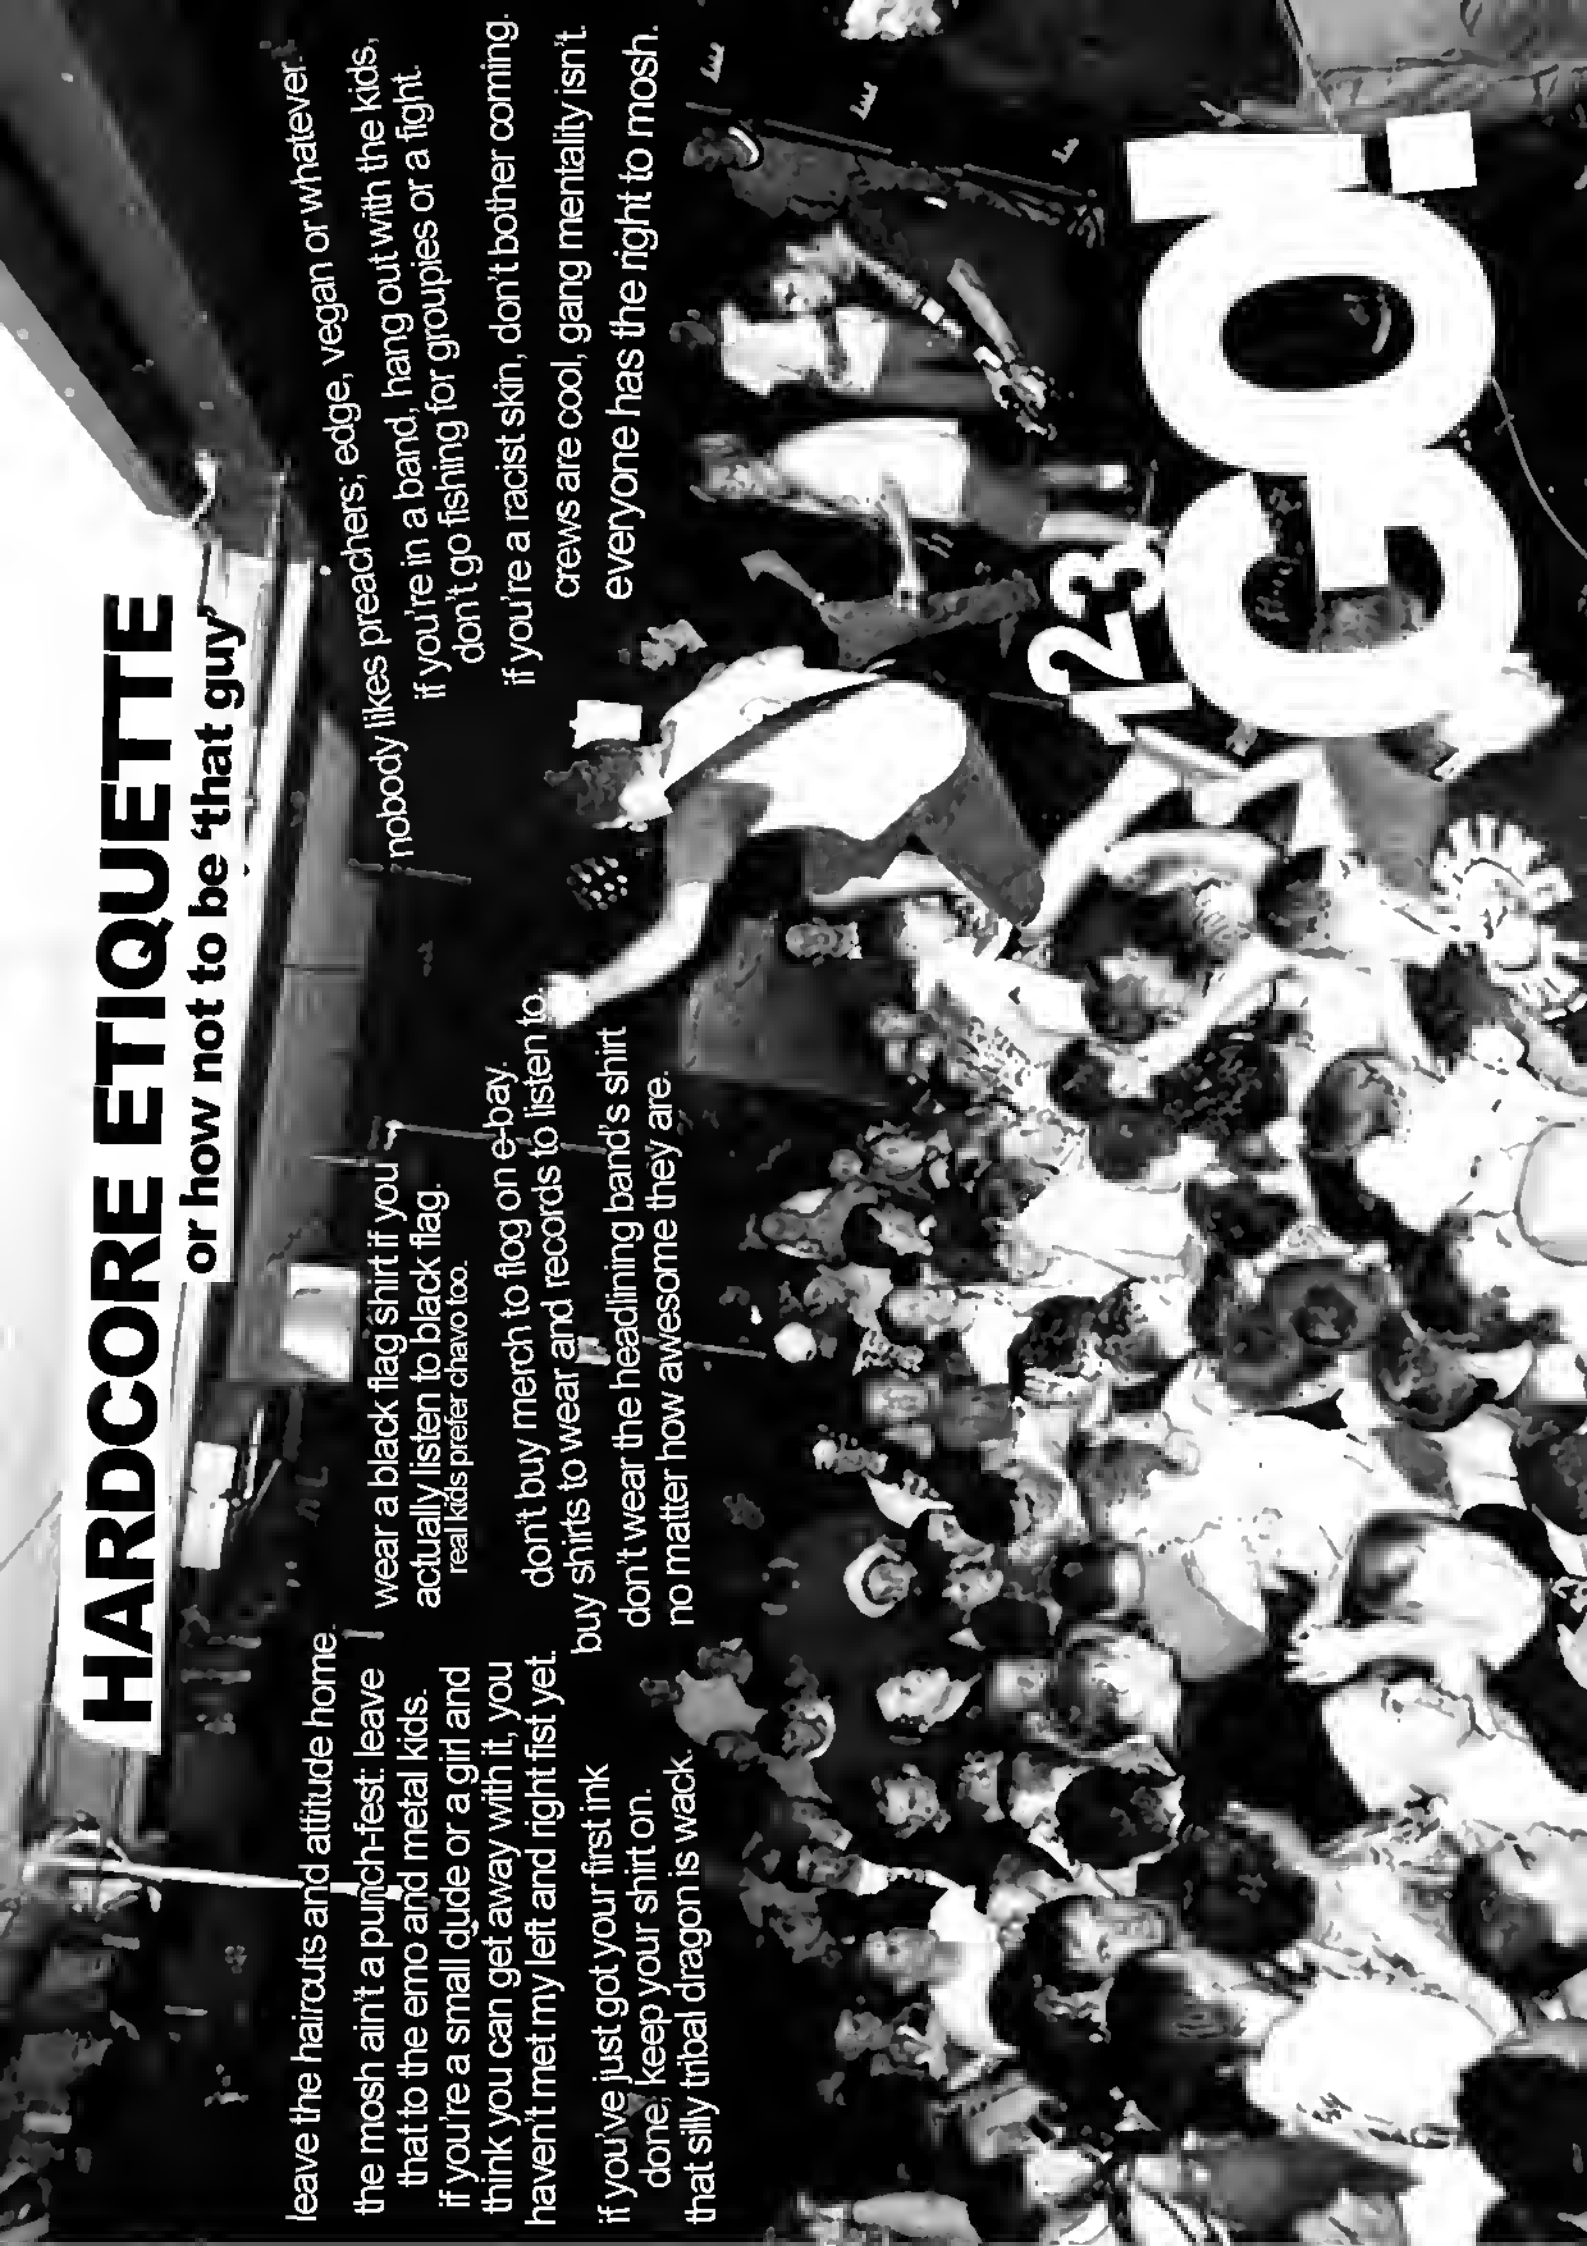 HARDCORE ETIQUETTE
or how not to be 'that guy'
leave the haircuts and attitude home.
the mosh ain't a punch-fest: leave
that to the emo and metal kids.
if you're a small dude or a girl and
think you can get away with it, you
haven't met my left and right fist yet.
if you've just got your first ink
done, keep your shirt on.
that silly tribal dragon is wack.
wear a black flag shirt if you
actually listen to black flag.
real kids prefer chavo too.
don't buy merch to flog on e-bay.
buy shirts to wear and records to listen to.
don't wear the headlining band's shirt
no matter how awesome they are.
nobody likes preachers; edge, vegan or whatever.
if you're in a band, hang out with the kids,
don't go fishing for groupies or a fight.
if you're a racist skin, don't bother coming.
crews are cool, gang mentality isn't.
everyone has the right to mosh.
123,
GO!